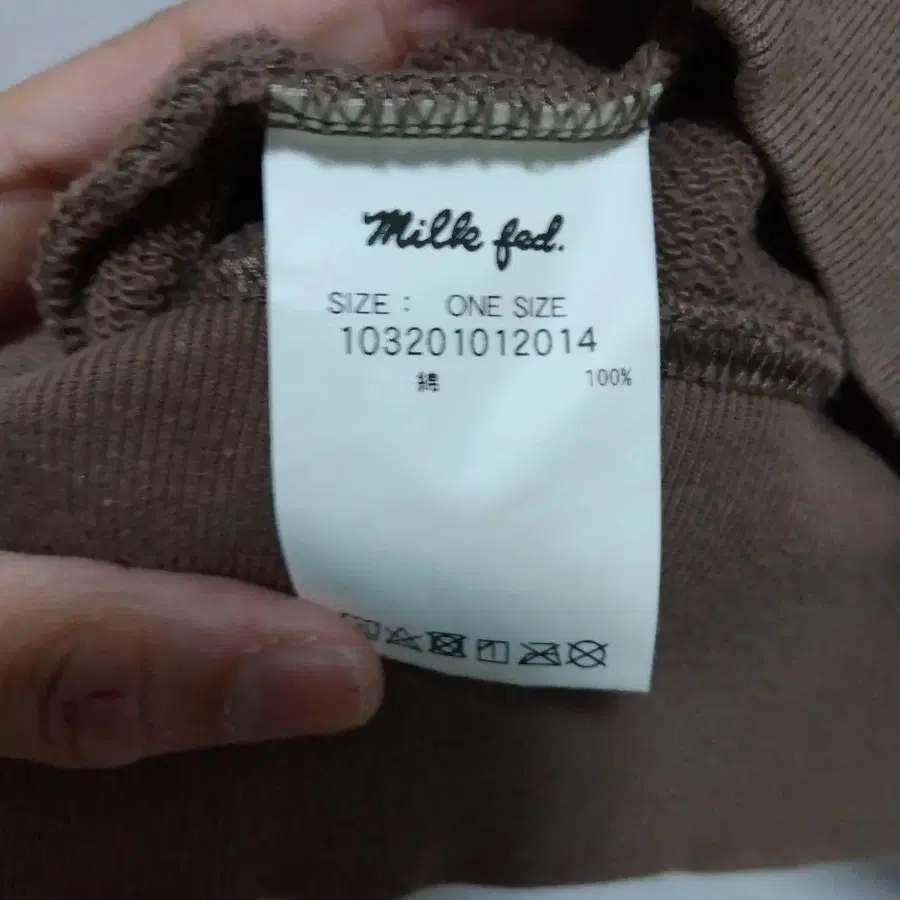 Milk fed.
SIZE : ONE SIZE
103201012014
綿 100%